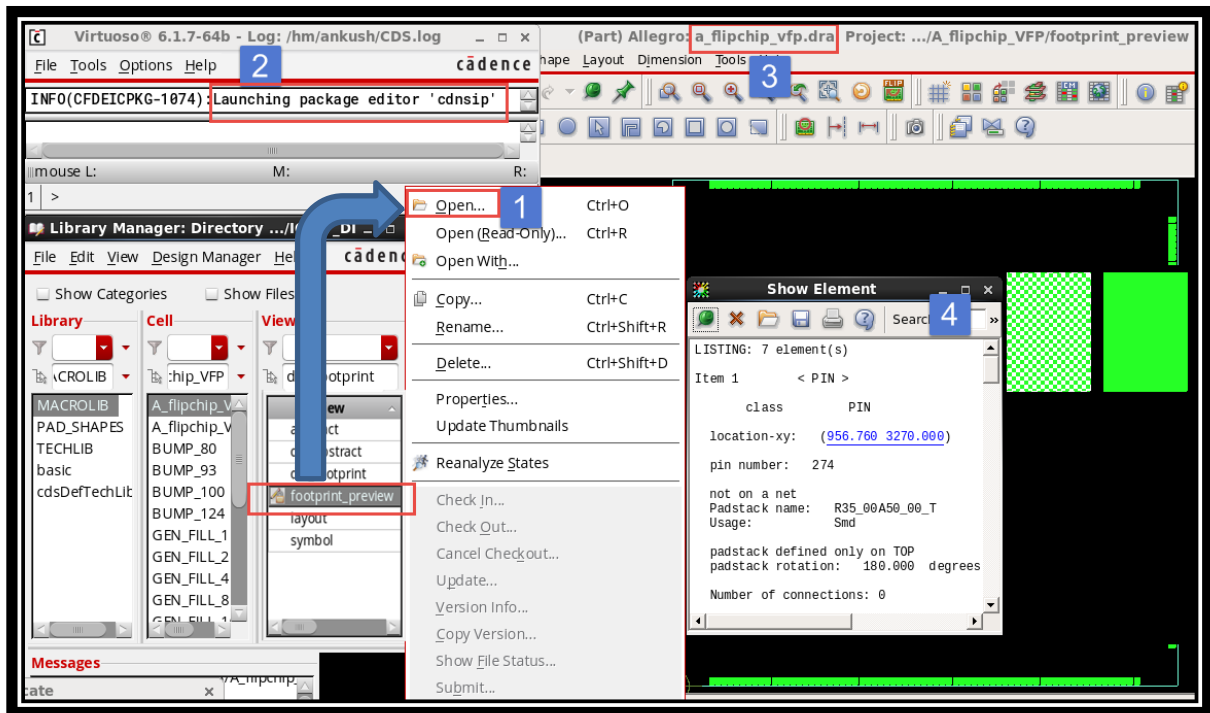 Virtuoso® 6.1.7-64b - Log: /hm/ankush/CDS.log
File Tools Options Help
cādence
2
INFO(CFDEICPKG-1074):Launching package editor 'cdnsip'
mouse L: M: R:
1 >
(Part) Allegro: a_flipchip_vfp.dra Project: .../A_flipchip_VFP/footprint_preview
Layout Dimension Tools
3
Library Manager: Directory
File Edit View Design Manager
Show Categories Show Files
Library Cell View
MACROLIB
PAD_SHAPES
TECHLIB
basic
cdsDefTechLib
A_flipchip_V
A_flipchip_V
BUMP_80
BUMP_93
BUMP_100
BUMP_124
GEN_FILL_1
GEN_FILL_2
GEN_FILL_4
GEN_FILL_8
footprint_preview
layout
symbol
Messages
1
Open... Ctrl+O
Open (Read-Only)... Ctrl+R
Open With...
Copy... Ctrl+C
Rename... Ctrl+Shift+R
Delete... Ctrl+Shift+D
Properties...
Update Thumbnails
Reanalyze States
Check In...
Check Out...
Cancel Checkout...
Update...
Version Info...
Copy Version...
Show File Status...
Submit...
Show Element
4
LISTING: 7 element(s)
Item 1 < PIN >
class PIN
location-xy: (956.760 3270.000)
pin number: 274
not on a net
Padstack name: R35_00A50_00_T
Usage: Smd
padstack defined only on TOP
padstack rotation: 180.000 degrees
Number of connections: 0